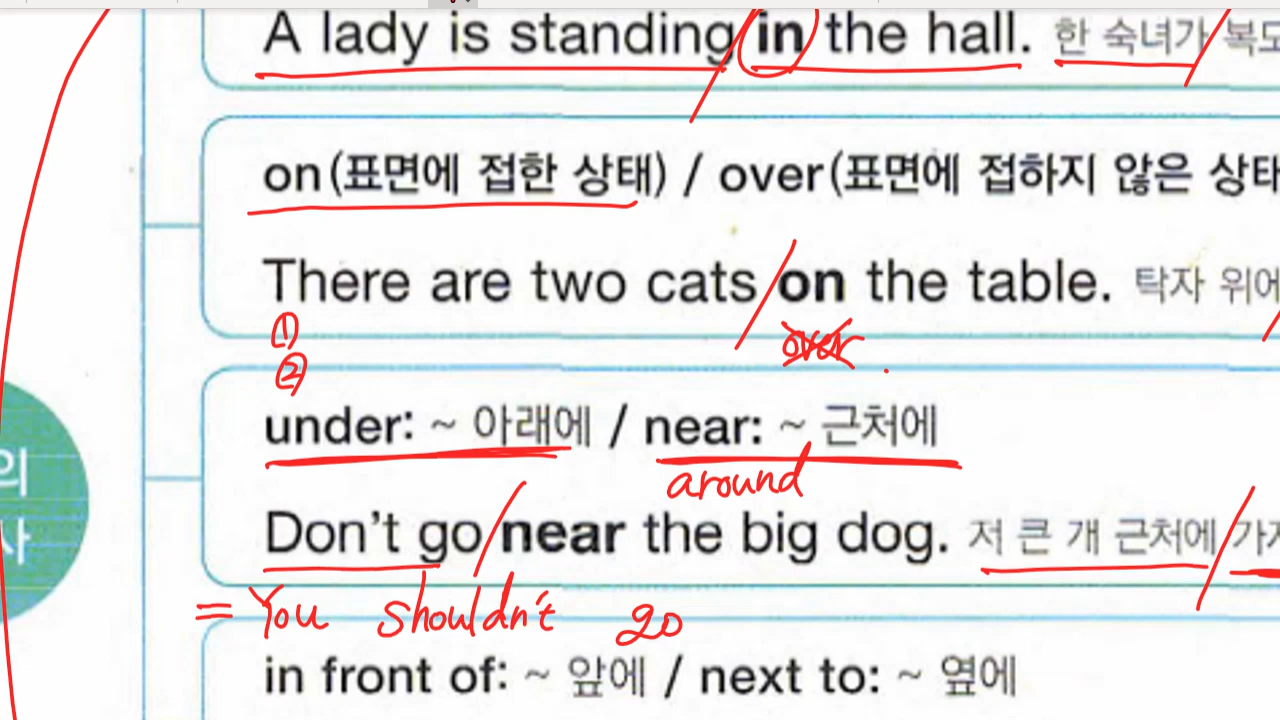 A lady is standing in the hall. 한 숙녀가 복도
on(표면에 접한 상태) / over(표면에 접하지 않은 상태
There are two cats on the table. 탁자 위에
① over
②
under: ~ 아래에 / near: ~ 근처에
around
Don't go near the big dog. 저 큰 개 근처에 가지
의
사
= You shouldn't go
in front of: ~ 앞에 / next to: ~ 옆에